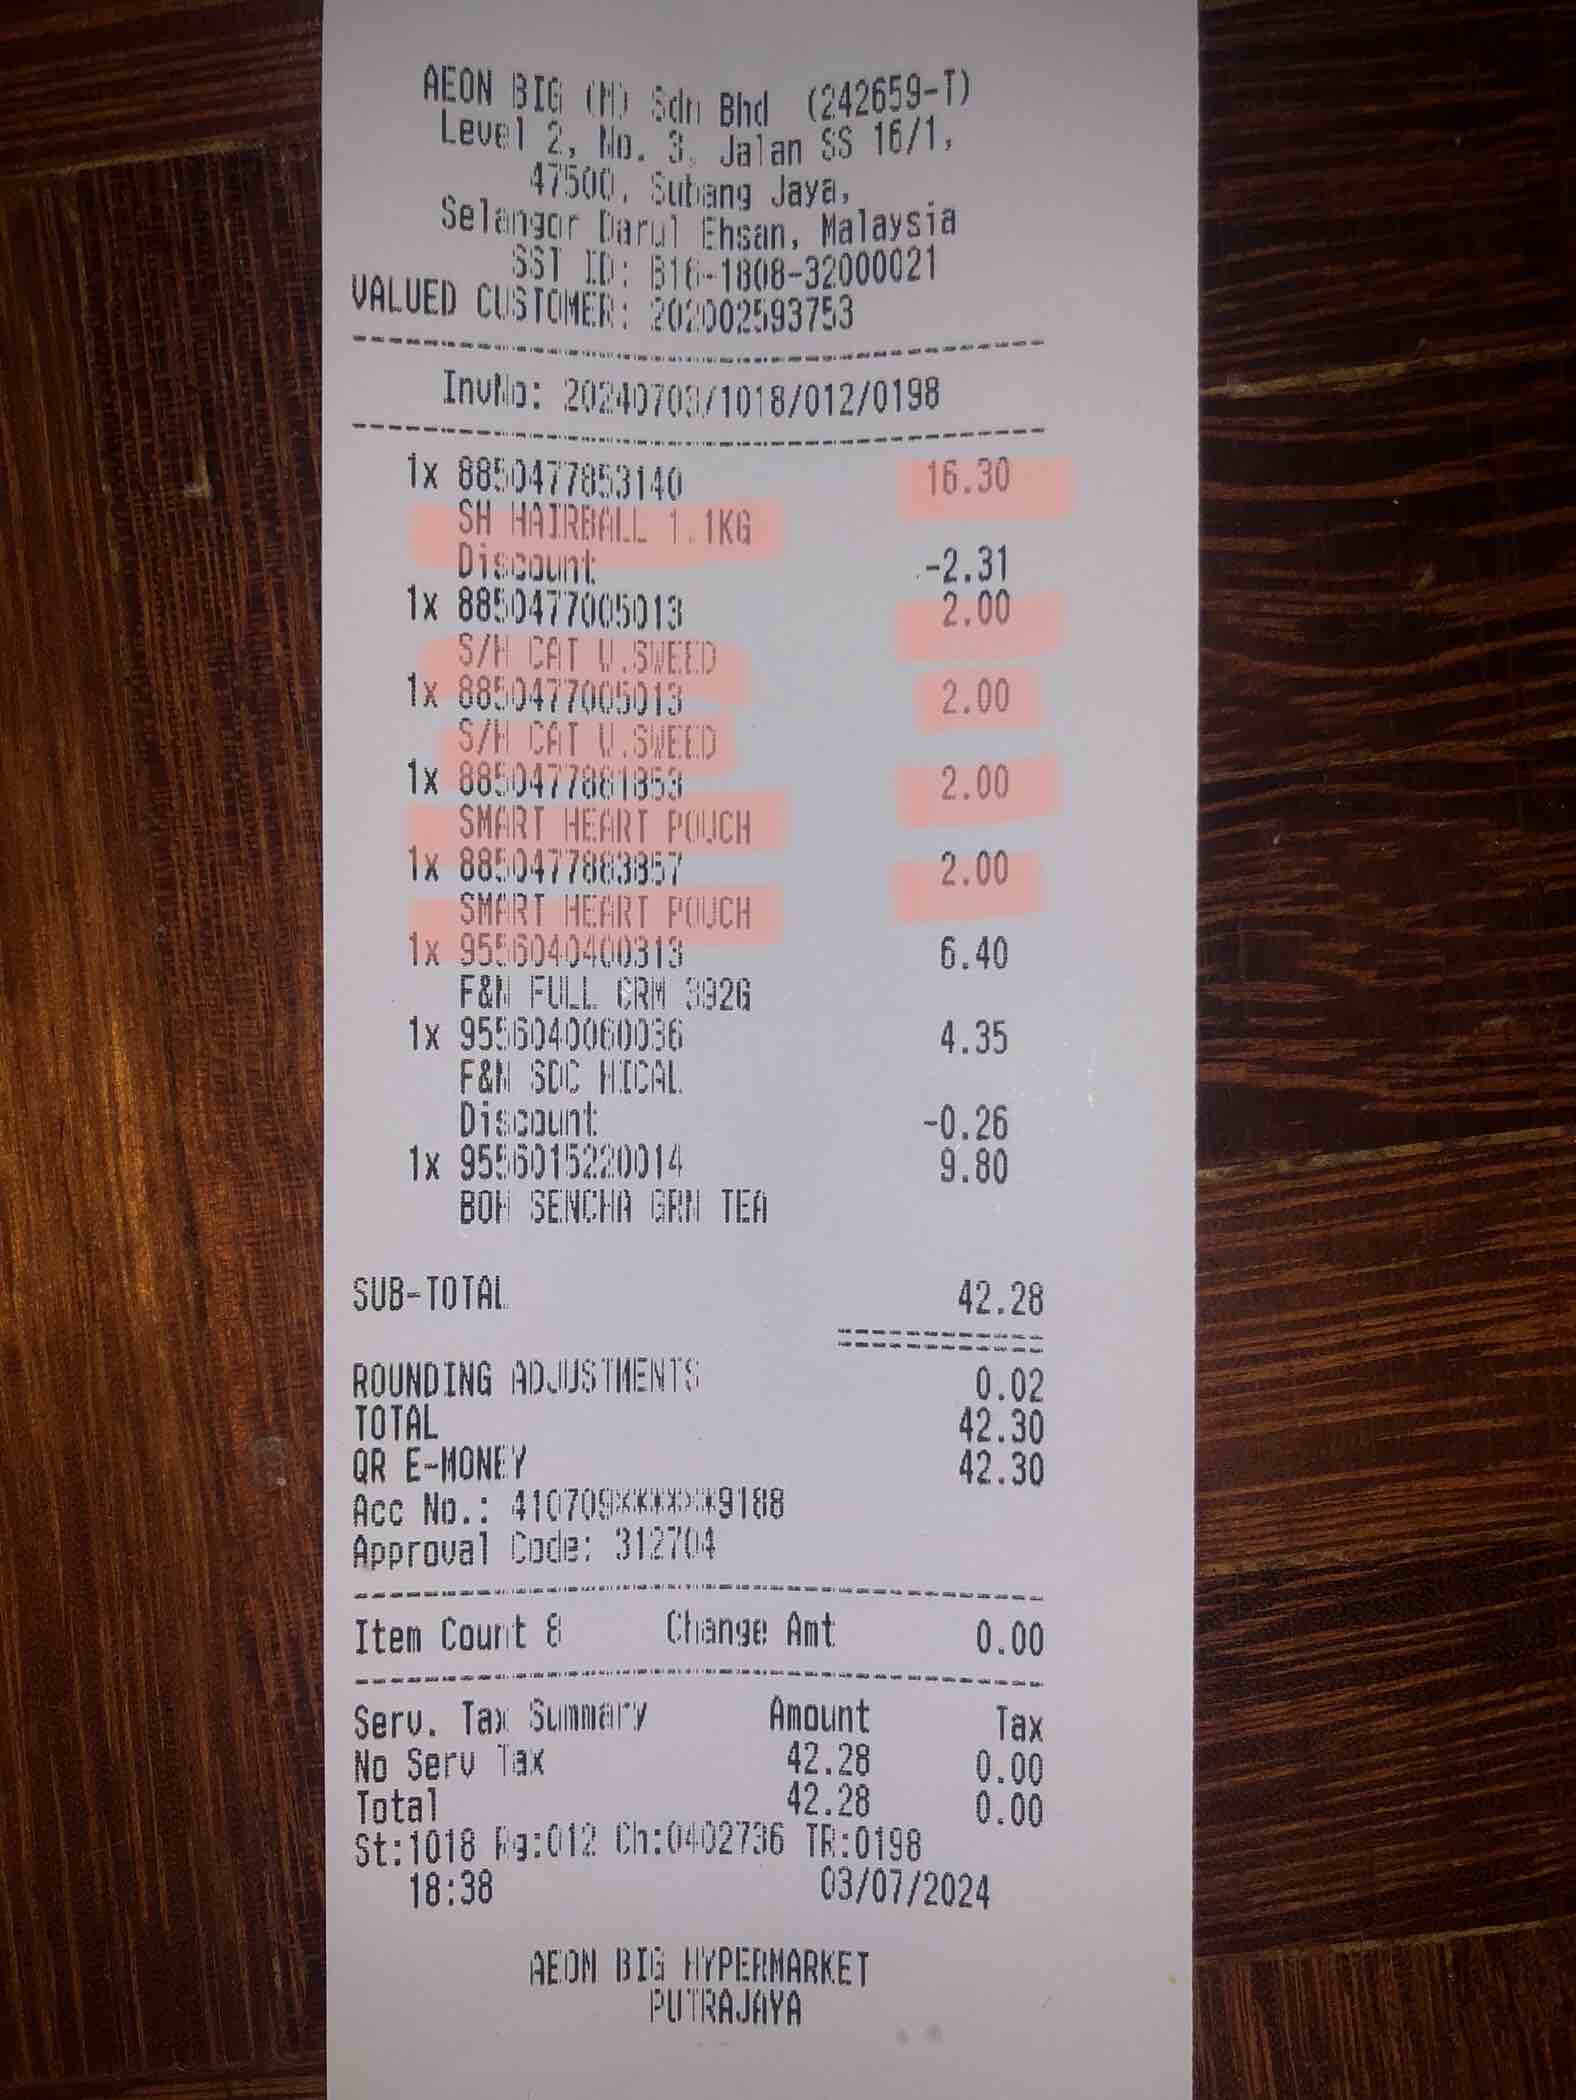 AEON BIG (M) Sdn Bhd (242659-T)
Level 2, No. 3, Jalan SS 16/1,
47500, Subang Jaya,
Selangor Darul Ehsan, Malaysia
SST ID: B16-1808-32000021
VALUED CUSTOMER: 202002593753
InvNo: 20240703/1018/012/0198
1x 8850477853140 16.30
SH HAIRBALL 1.1KG
Discount -2.31
1x 8850477005013 2.00
S/H CAT W.SWEED
1x 8850477005013 2.00
S/H CAT W.SWEED
1x 8850477861853 2.00
SMART HEART POUCH
1x 8850477883857 2.00
SMART HEART POUCH
1x 9556040400313 6.40
F&N FULL CRM 392G
1x 9556040060036 4.35
F&N SDC HICAL
Discount -0.26
1x 9556015220014 9.80
BOH SENCHA GRN TEA
SUB-TOTAL 42.28
ROUNDING ADJUSTMENTS 0.02
TOTAL 42.30
QR E-MONEY 42.30
Acc No.: 410709******9188
Approval Code: 312704
Item Count 8 Change Amt 0.00
Serv. Tax Summary Amount Tax
No Serv Tax 42.28 0.00
Total 42.28 0.00
St:1018 Rg:012 Ch:0402736 TR:0198
18:38 03/07/2024
AEON BIG HYPERMARKET
PUTRAJAYA